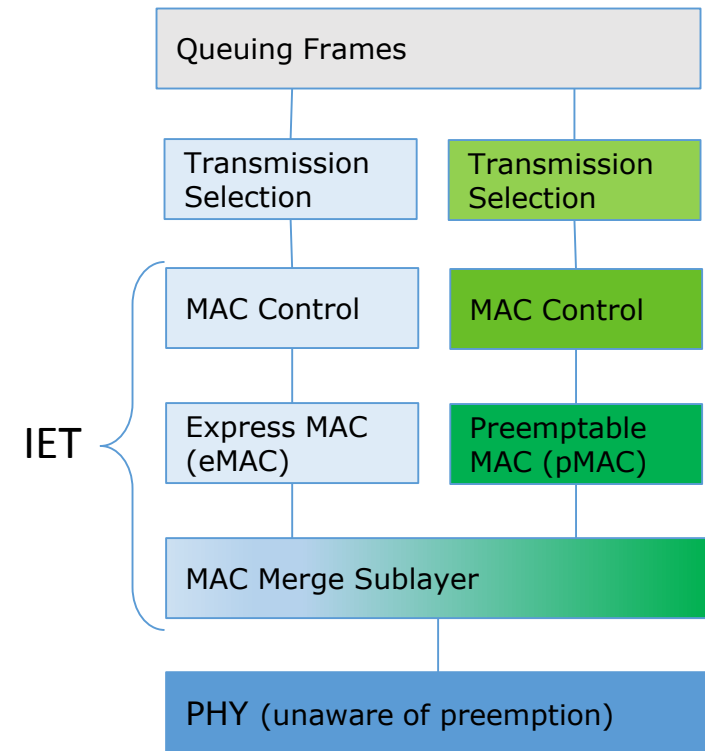 Queuing Frames
Transmission
Selection
Transmission
Selection
MAC Control
MAC Control
IET
Express MAC
(eMAC)
Preemptable
MAC (pMAC)
MAC Merge Sublayer
PHY (unaware of preemption)